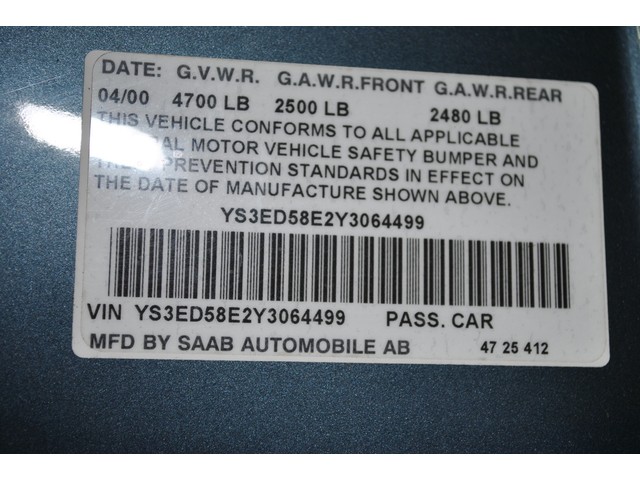 DATE: G.V.W.R. G.A.W.R.FRONT G.A.W.R.REAR
04/00 4700 LB 2500 LB 2480 LB
THIS VEHICLE CONFORMS TO ALL APPLICABLE
MOTOR VEHICLE SAFETY BUMPER AND
PREVENTION STANDARDS IN EFFECT ON
THE DATE OF MANUFACTURE SHOWN ABOVE.
YS3ED58E2Y3064499
VIN YS3ED58E2Y3064499 PASS. CAR
MFD BY SAAB AUTOMOBILE AB 47 25 412